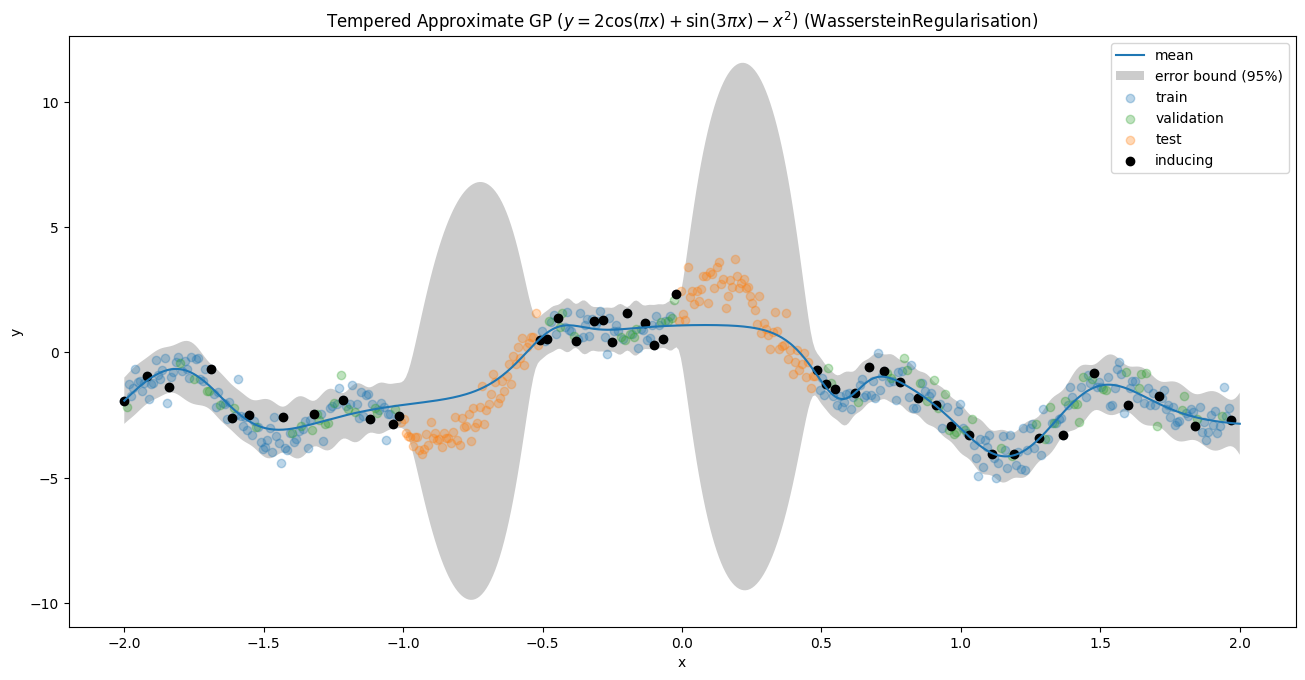 Tempered Approximate GP (y = 2cos(πx) + sin(3πx) − x²) (WassersteinRegularisation)
mean
error bound (95%)
train
validation
test
inducing
10
5
0
−5
−10
y
−2.0 −1.5 −1.0 −0.5 0.0 0.5 1.0 1.5 2.0
x